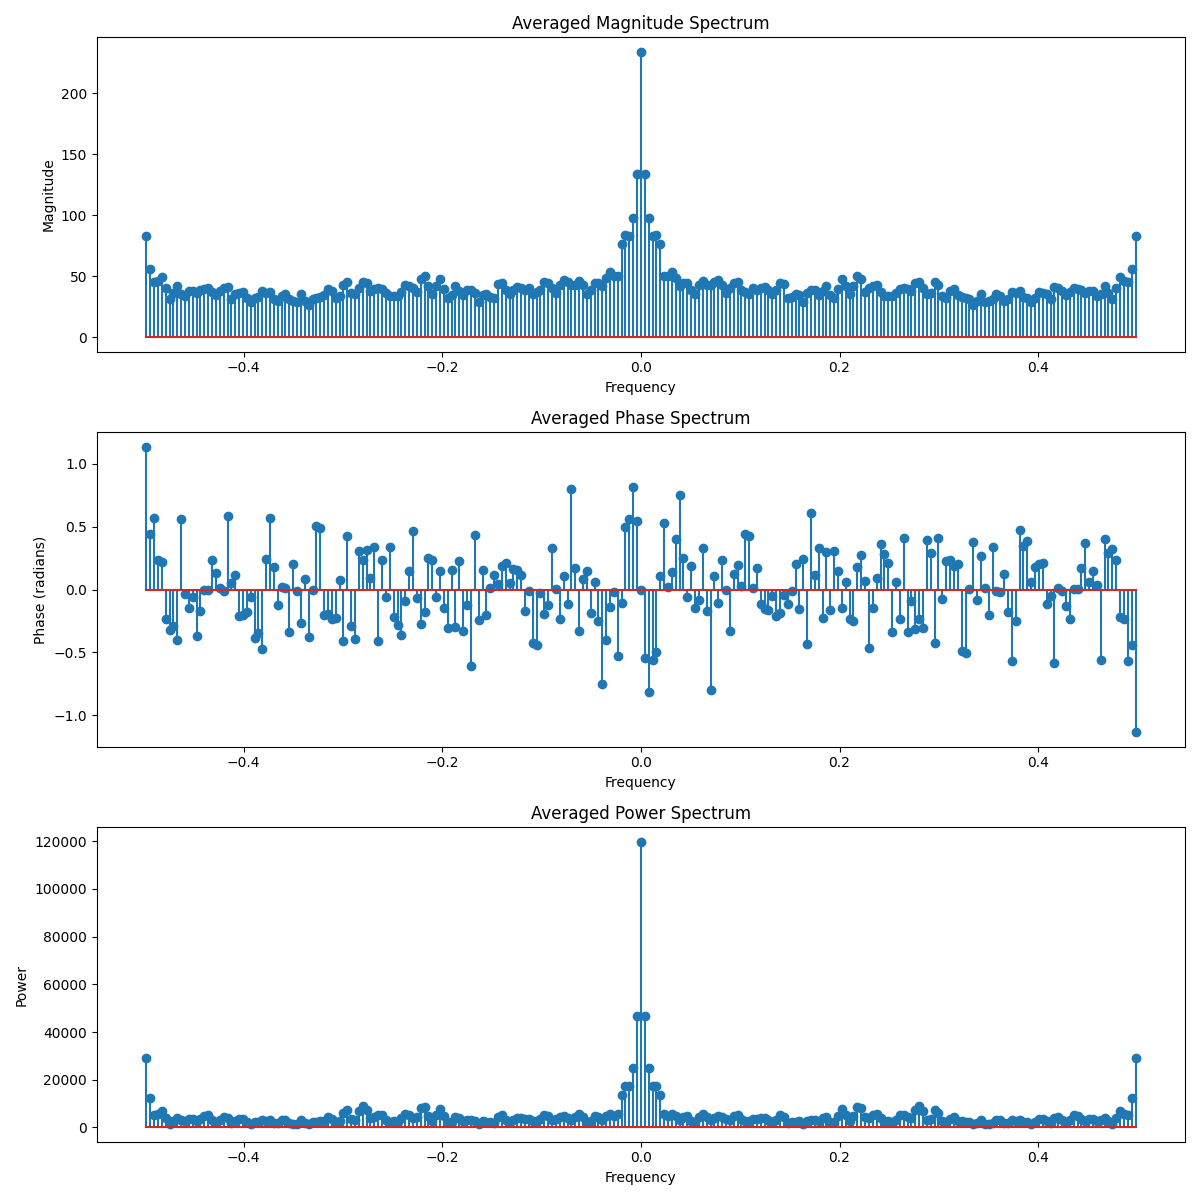 Averaged Magnitude Spectrum
200
150
100
50
0
Magnitude
−0.4 −0.2 0.0 0.2 0.4
Frequency
Averaged Phase Spectrum
1.0
0.5
0.0
−0.5
−1.0
Phase (radians)
−0.4 −0.2 0.0 0.2 0.4
Frequency
Averaged Power Spectrum
120000
100000
80000
60000
40000
20000
0
Power
−0.4 −0.2 0.0 0.2 0.4
Frequency